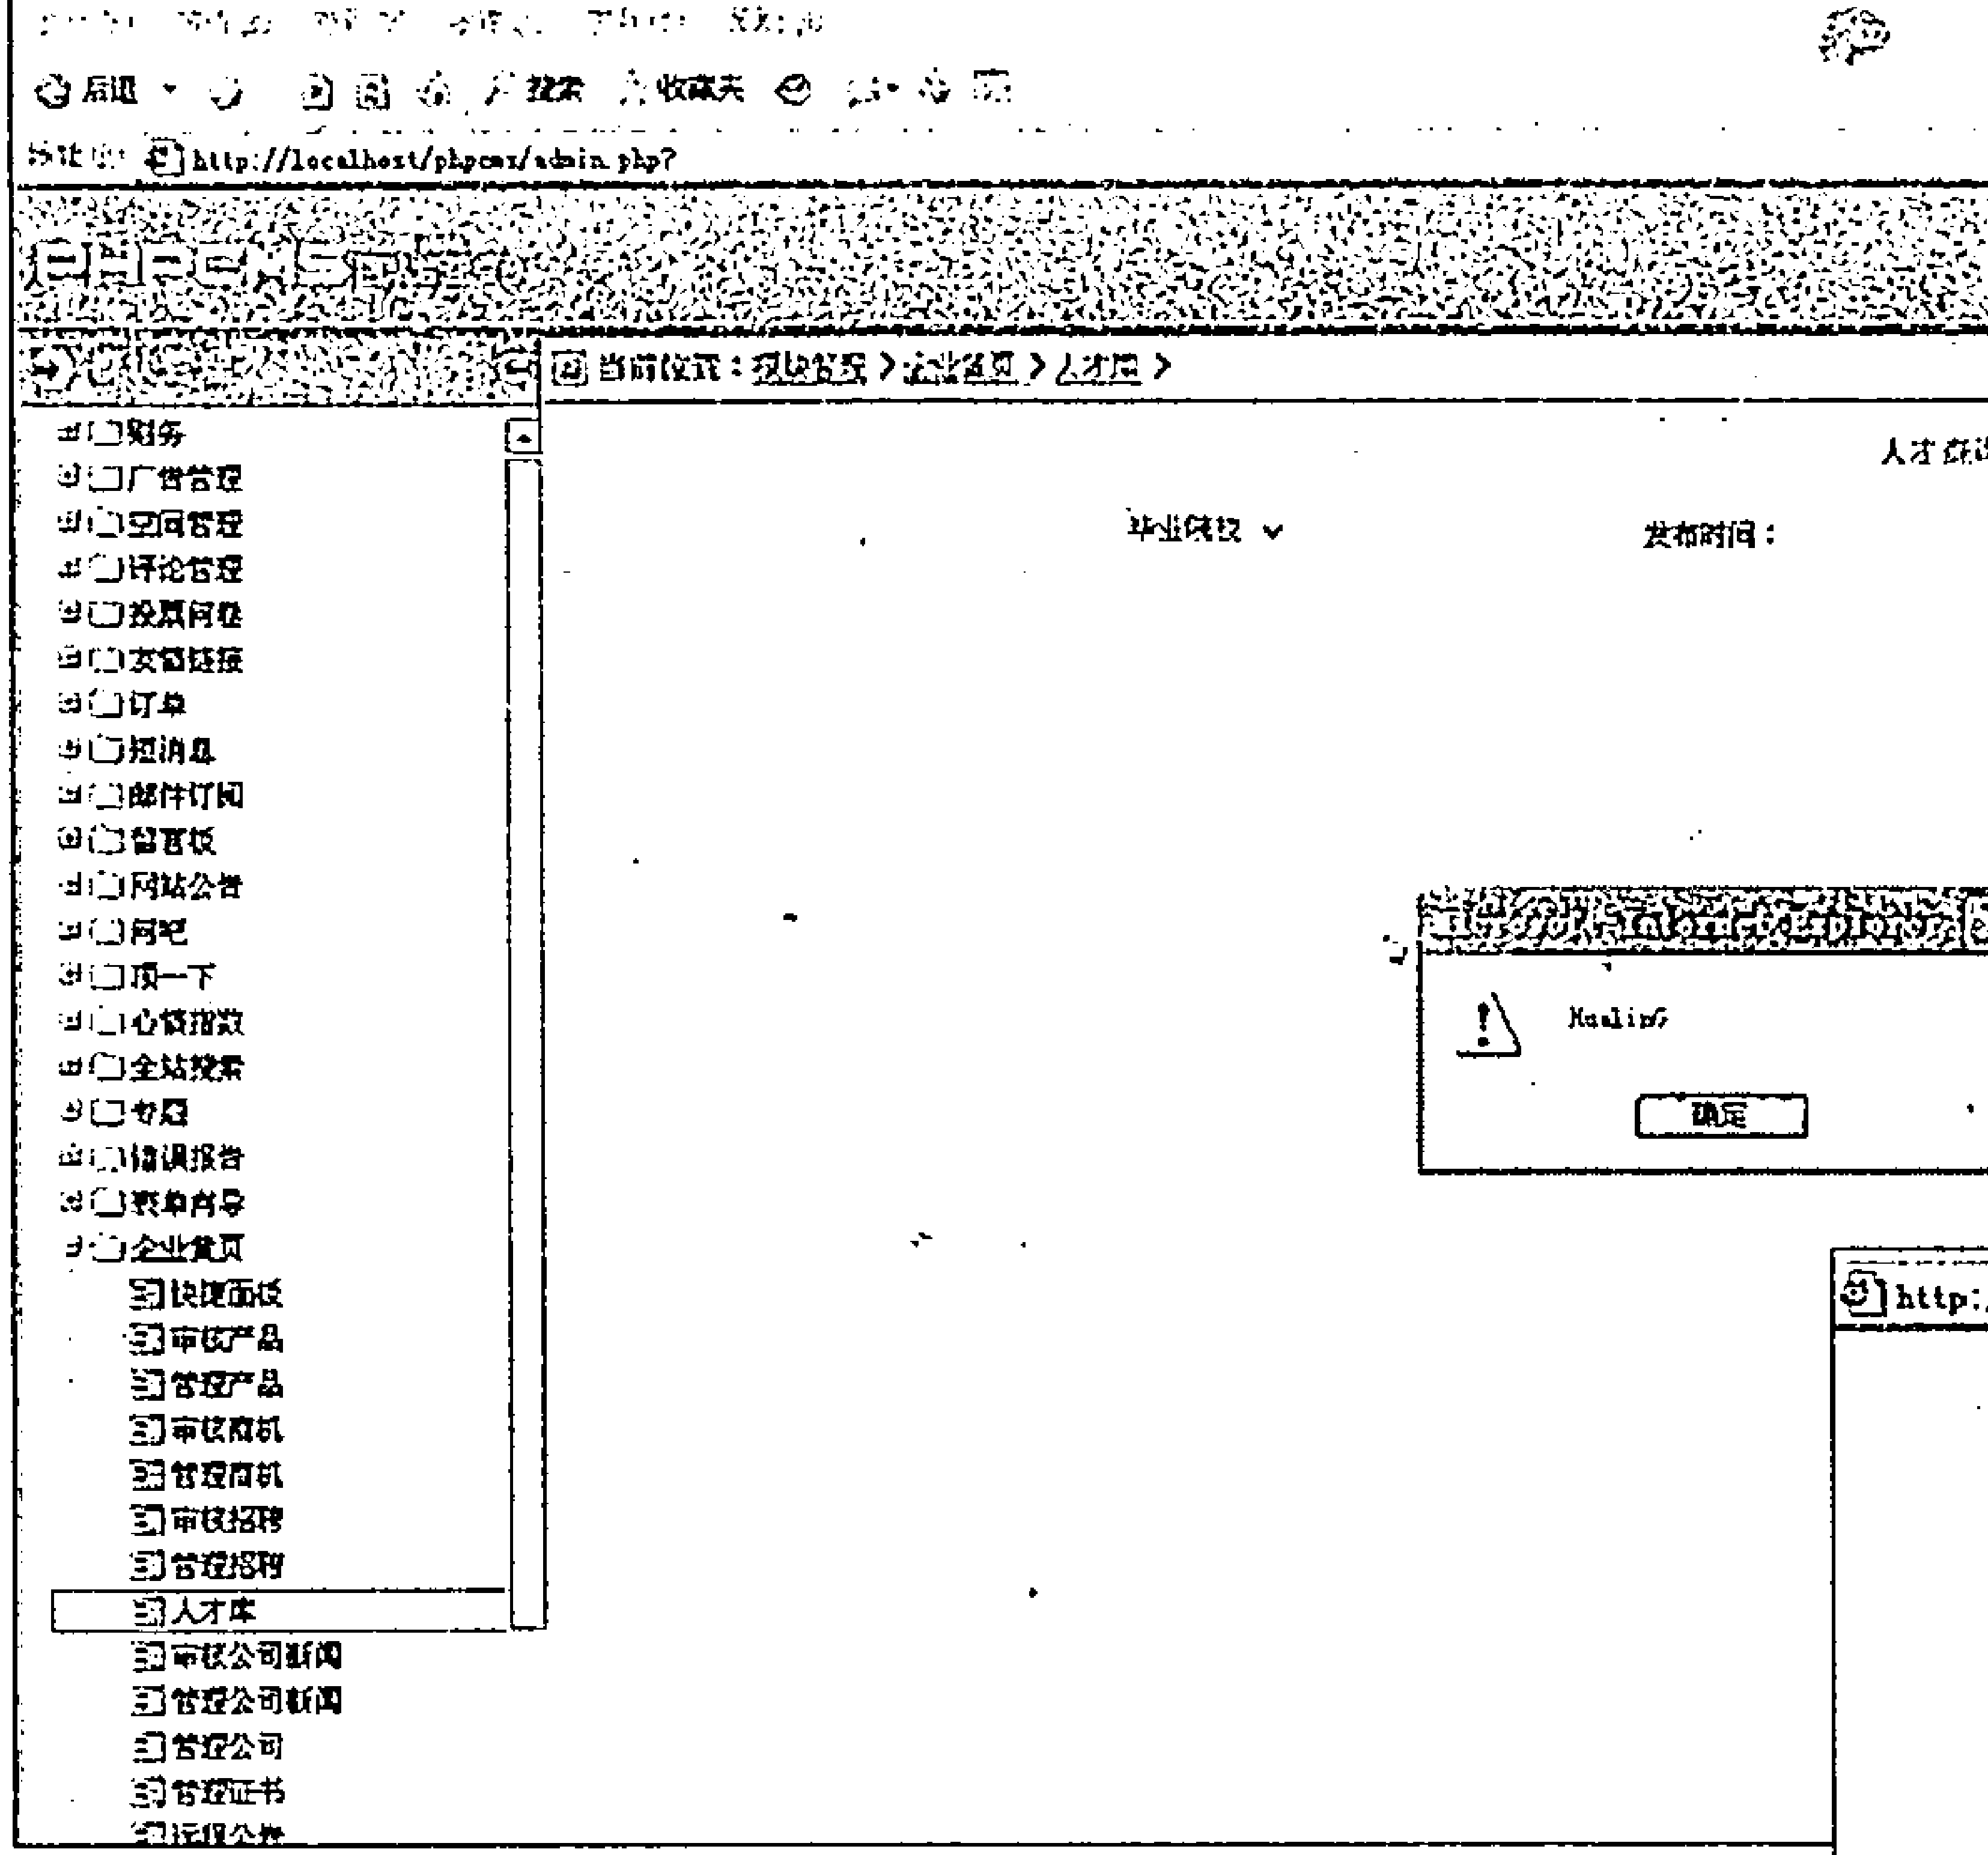 后退 搜索 收藏夹
http://localhost/phpcms/admin.php?
PHPCMS
当前位置：模块管理 > 企业黄页 > 人才库 >
财务
广告管理
人才
空间管理
毕业院校
发布时间：
评论管理
投票问卷
友情链接
订单
短消息
邮件订阅
留言板
网站公告
Microsoft Internet Explorer
网吧
顶一下
心情指数
全站搜索
专题
确定
错误报告
表单向导
企业黄页
快捷面板
http:/
审核产品
管理产品
审核商机
管理商机
审核招聘
管理招聘
人才库
审核公司新闻
管理公司新闻
管理公司
管理证书